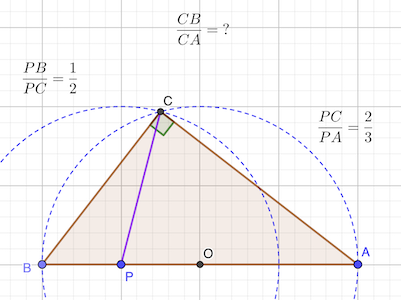 CB/CA = ?
PB/PC = 1/2
C
PC/PA = 2/3
O
A
B
P